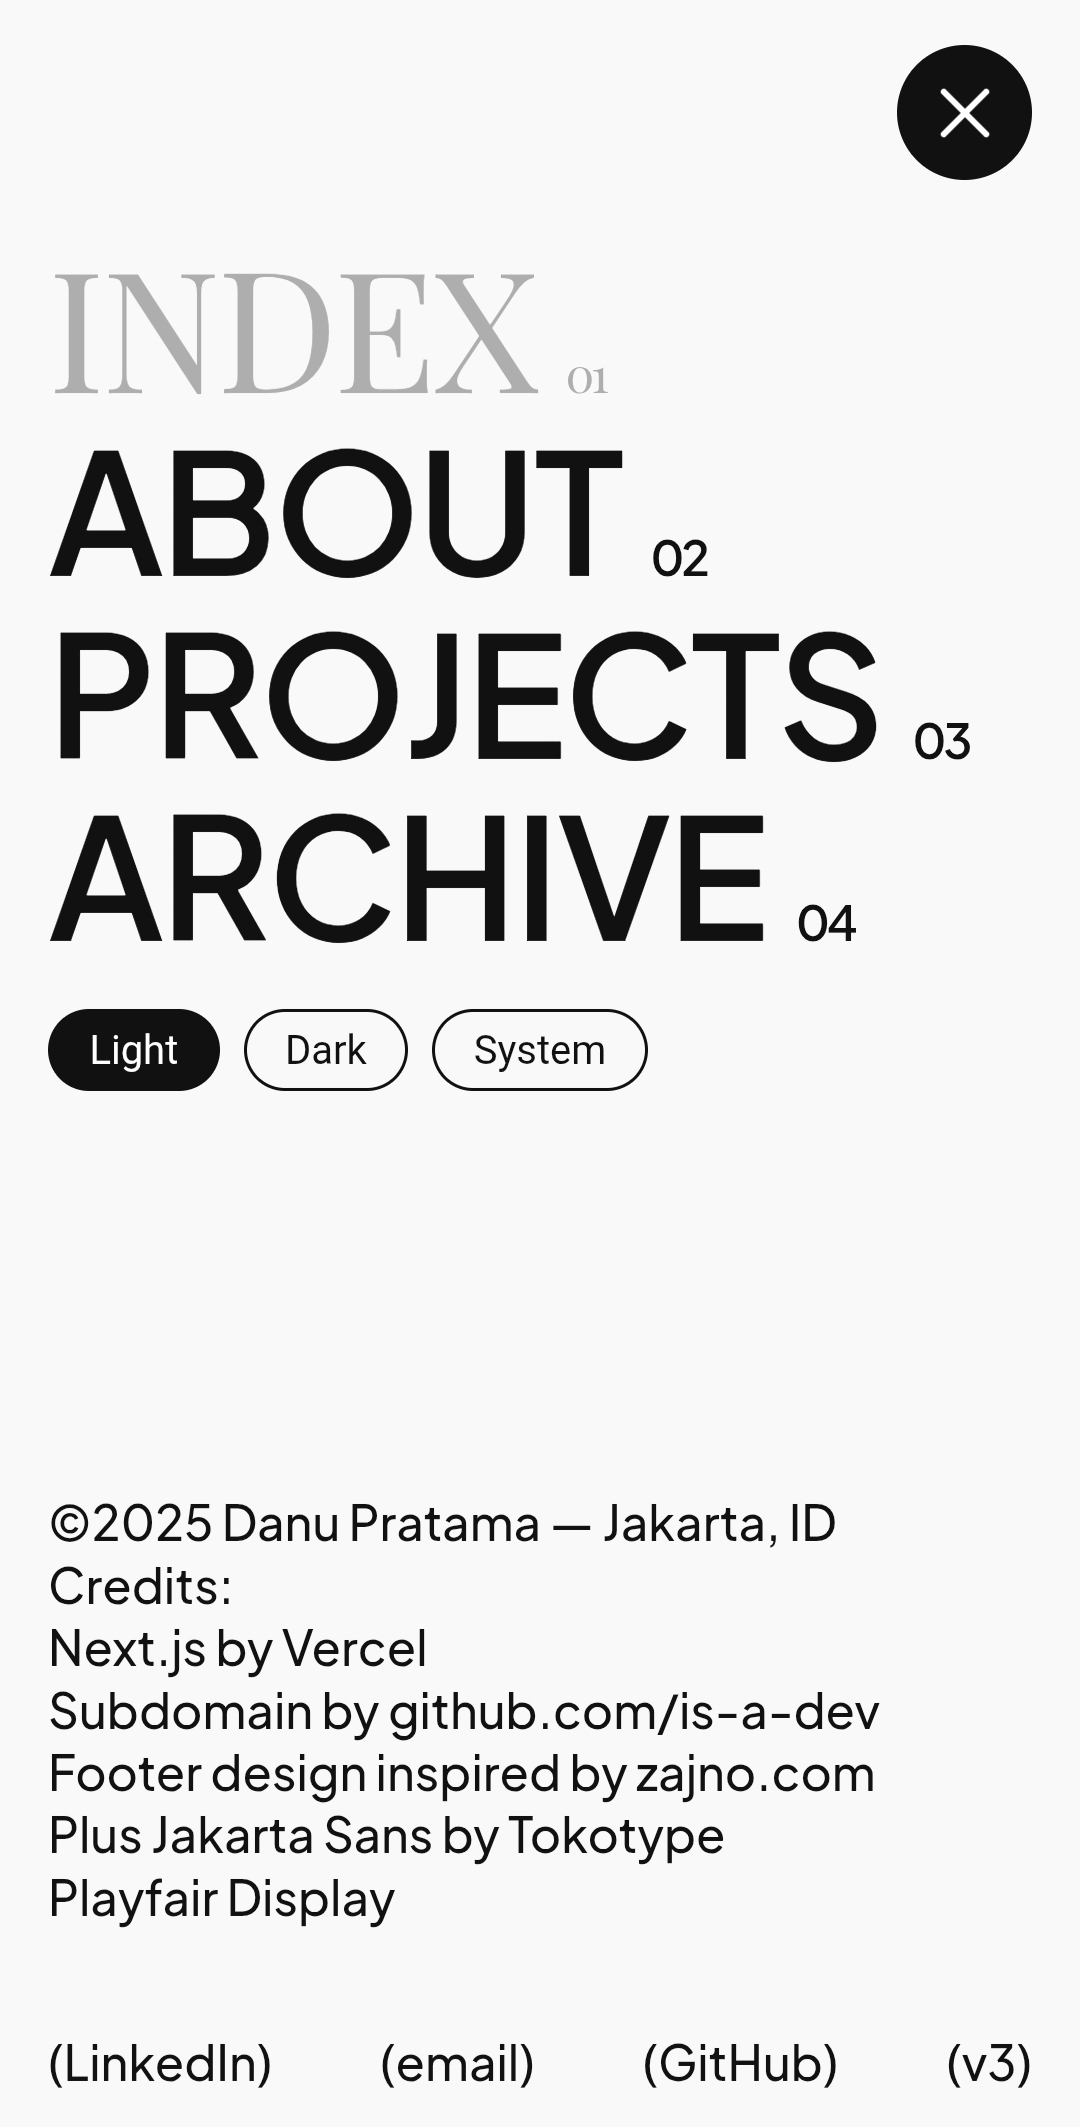 INDEX 01
ABOUT 02
PROJECTS 03
ARCHIVE 04
Light Dark System
©2025 Danu Pratama — Jakarta, ID
Credits:
Next.js by Vercel
Subdomain by github.com/is-a-dev
Footer design inspired by zajno.com
Plus Jakarta Sans by Tokotype
Playfair Display
(LinkedIn) (email) (GitHub) (v3)